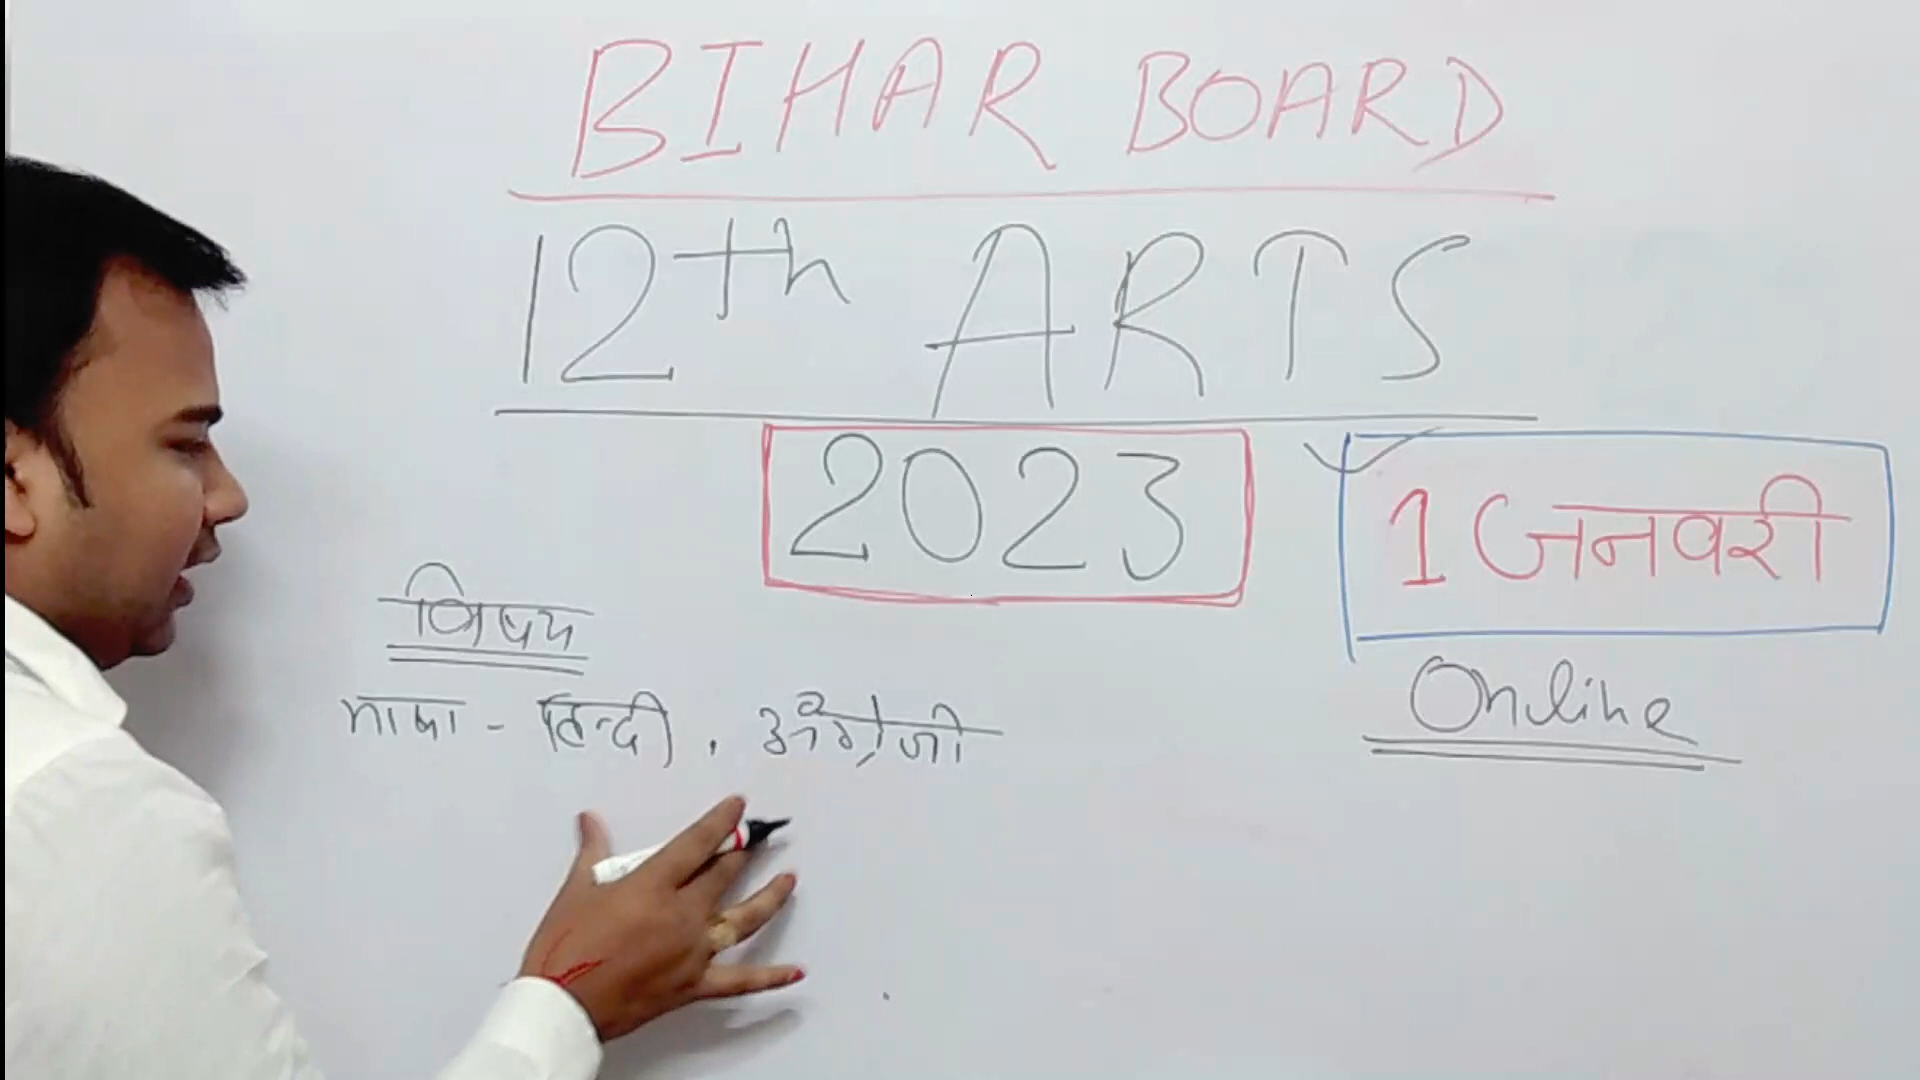 BIHAR BOARD
12th ARTS
2023
1 जनवरी
Online
विषय
भाषा - हिन्दी, अंग्रेजी